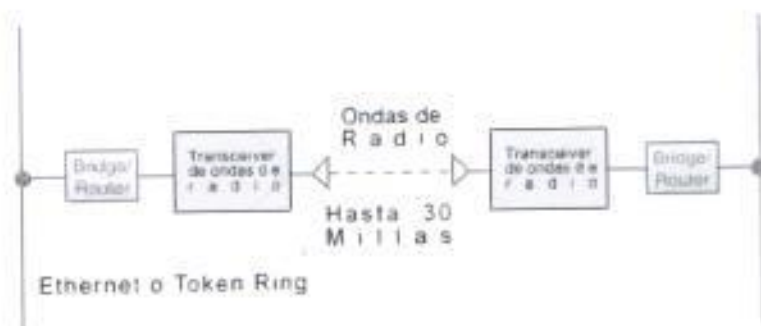 Ondas de
Radio
Bridge/
Router
Transceiver
de ondas de
radio
Transceiver
de ondas de
radio
Bridge/
Router
Hasta 30
Millas
Ethernet o Token Ring